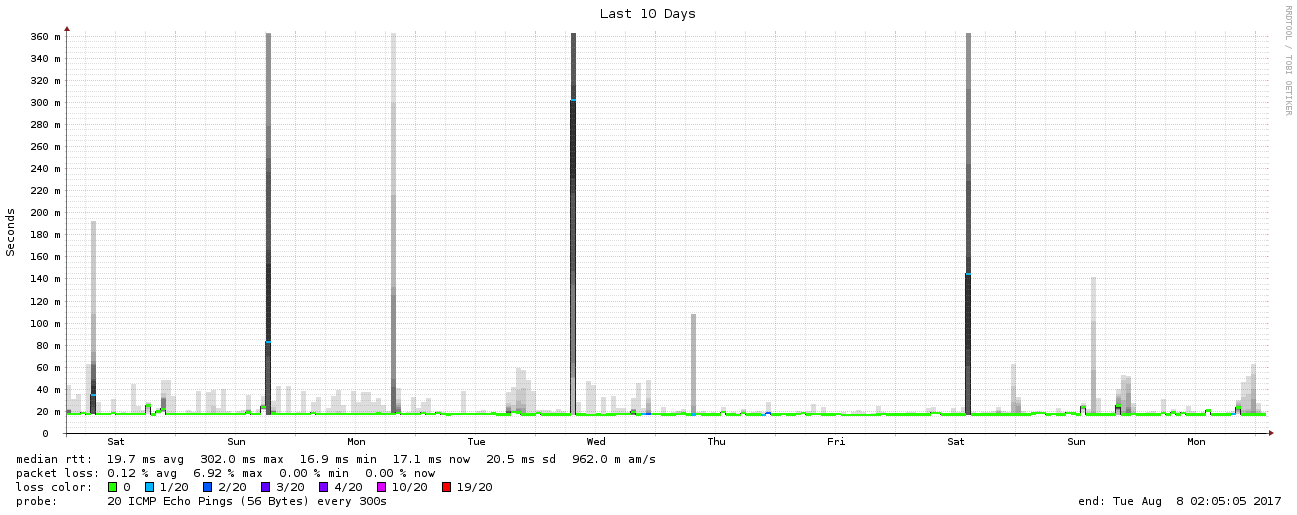 Last 10 Days
RRDTOOL / TOBI OETIKER
Seconds
360 m
340 m
320 m
300 m
280 m
260 m
240 m
220 m
200 m
180 m
160 m
140 m
120 m
100 m
80 m
60 m
40 m
20 m
0
Sat Sun Mon Tue Wed Thu Fri Sat Sun Mon
median rtt: 19.7 ms avg 302.0 ms max 16.9 ms min 17.1 ms now 20.5 ms sd 962.0 m am/s
packet loss: 0.12 % avg 6.92 % max 0.00 % min 0.00 % now
loss color: 0 1/20 2/20 3/20 4/20 10/20 19/20
probe: 20 ICMP Echo Pings (56 Bytes) every 300s end: Tue Aug 8 02:05:05 2017